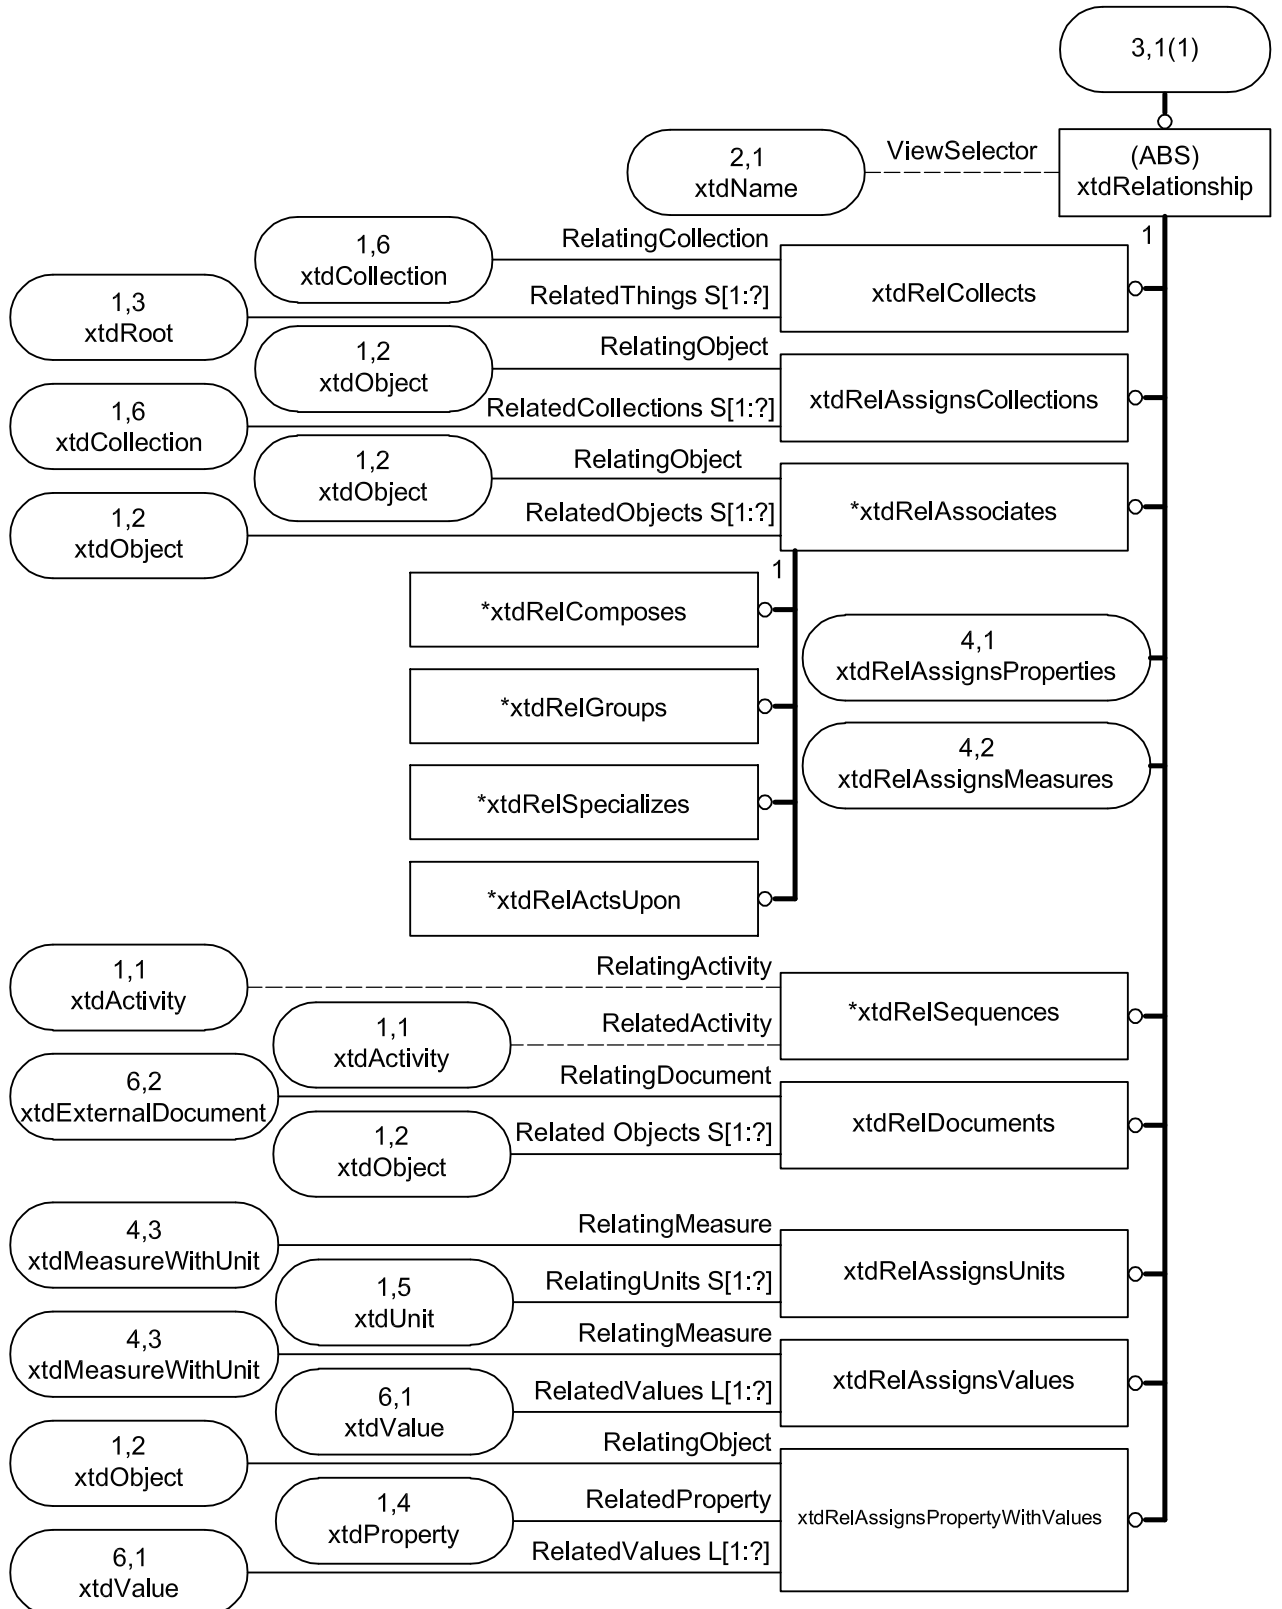 3,1(1)
(ABS)
xtdRelationship
ViewSelector
2,1
xtdName
1
1,6
xtdCollection
RelatingCollection
xtdRelCollects
1,3
xtdRoot
RelatedThings S[1:?]
1,2
xtdObject
RelatingObject
xtdRelAssignsCollections
1,6
xtdCollection
RelatedCollections S[1:?]
1,2
xtdObject
RelatingObject
*xtdRelAssociates
1,2
xtdObject
RelatedObjects S[1:?]
1
*xtdRelComposes
4,1
xtdRelAssignsProperties
*xtdRelGroups
4,2
xtdRelAssignsMeasures
*xtdRelSpecializes
*xtdRelActsUpon
1,1
xtdActivity
RelatingActivity
*xtdRelSequences
1,1
xtdActivity
RelatedActivity
6,2
xtdExternalDocument
RelatingDocument
xtdRelDocuments
1,2
xtdObject
Related Objects S[1:?]
4,3
xtdMeasureWithUnit
RelatingMeasure
xtdRelAssignsUnits
1,5
xtdUnit
RelatingUnits S[1:?]
4,3
xtdMeasureWithUnit
RelatingMeasure
xtdRelAssignsValues
6,1
xtdValue
RelatedValues L[1:?]
1,2
xtdObject
RelatingObject
1,4
xtdProperty
RelatedProperty
xtdRelAssignsPropertyWithValues
6,1
xtdValue
RelatedValues L[1:?]